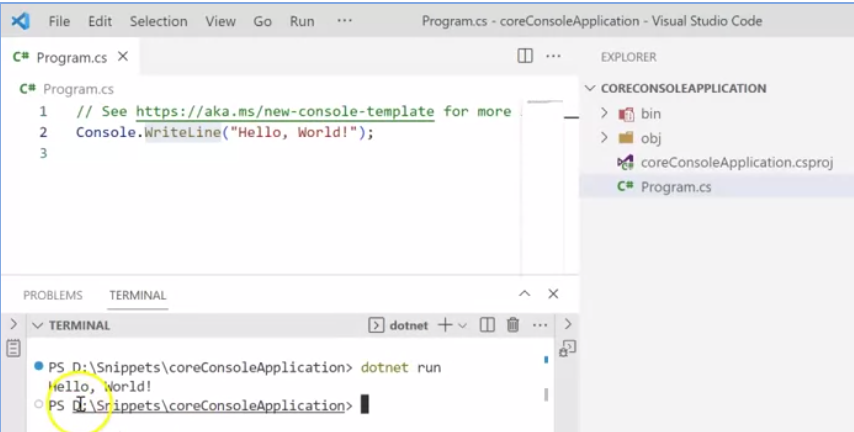 File Edit Selection View Go Run ··· Program.cs - coreConsoleApplication - Visual Studio Code
C# Program.cs
C# Program.cs
1 // See https://aka.ms/new-console-template for more
2 Console.WriteLine("Hello, World!");
3
EXPLORER
CORECONSOLEAPPLICATION
bin
obj
coreConsoleApplication.csproj
C# Program.cs
PROBLEMS TERMINAL
TERMINAL dotnet
PS D:\Snippets\coreConsoleApplication> dotnet run
Hello, World!
PS D:\Snippets\coreConsoleApplication>